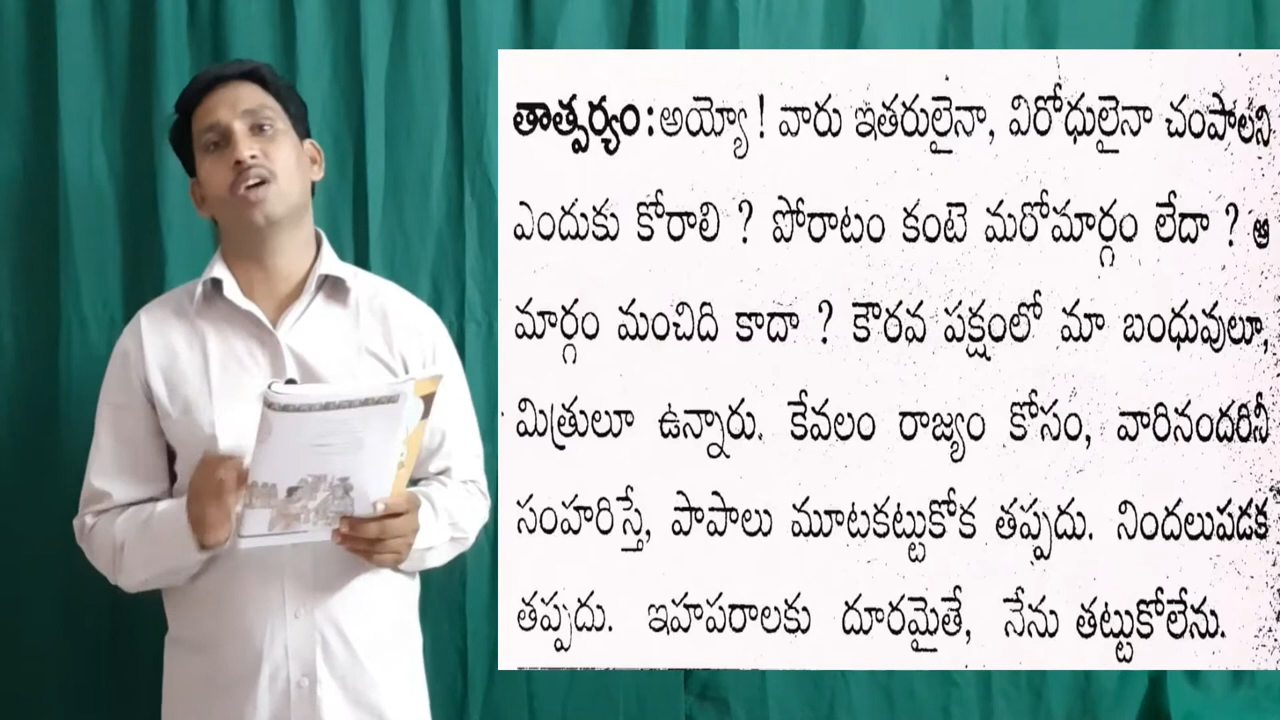 తాత్పర్యం: అయ్యో ! వారు ఇతరులైనా, విరోధులైనా చంపాలని
ఎందుకు కోరాలి ? పోరాటం కంటె మరోమార్గం లేదా ? ఆ
మార్గం మంచిది కాదా ? కౌరవ పక్షంలో మా బంధువులూ,
మిత్రులూ ఉన్నారు. కేవలం రాజ్యం కోసం, వారినందరినీ
సంహరిస్తే, పాపాలు మూటకట్టుకోక తప్పదు. నిందలుపడక
తప్పదు. ఇహపరాలకు దూరమైతే, నేను తట్టుకోలేను.